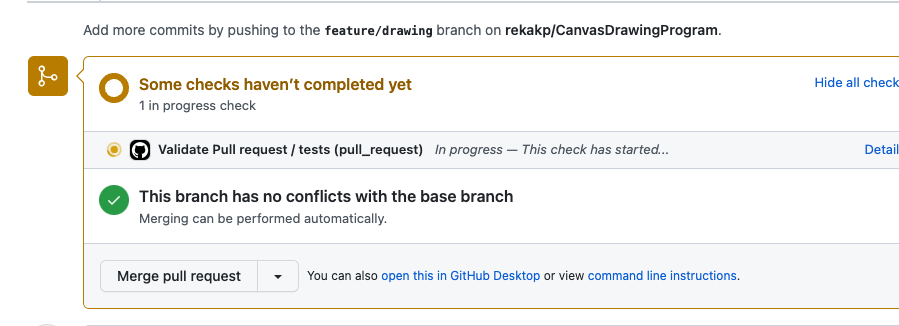 Add more commits by pushing to the feature/drawing branch on rekakp/CanvasDrawingProgram.
Some checks haven’t completed yet
Hide all check
1 in progress check
Validate Pull request / tests (pull_request) In progress — This check has started...
Detail
This branch has no conflicts with the base branch
Merging can be performed automatically.
Merge pull request
You can also open this in GitHub Desktop or view command line instructions.